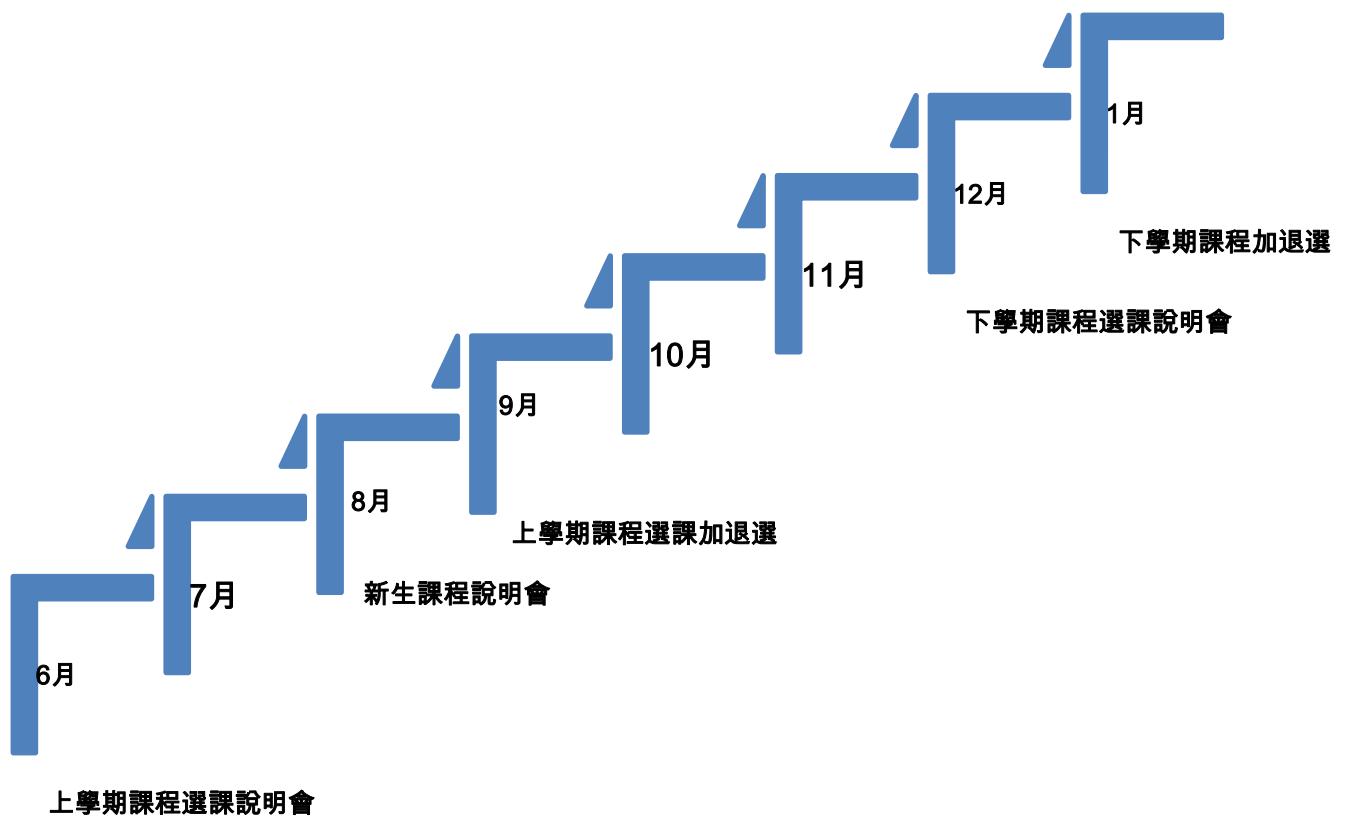 6月
上學期課程選課說明會
7月
8月
新生課程說明會
9月
上學期課程選課加退選
10月
11月
12月
下學期課程選課說明會
1月
下學期課程加退選